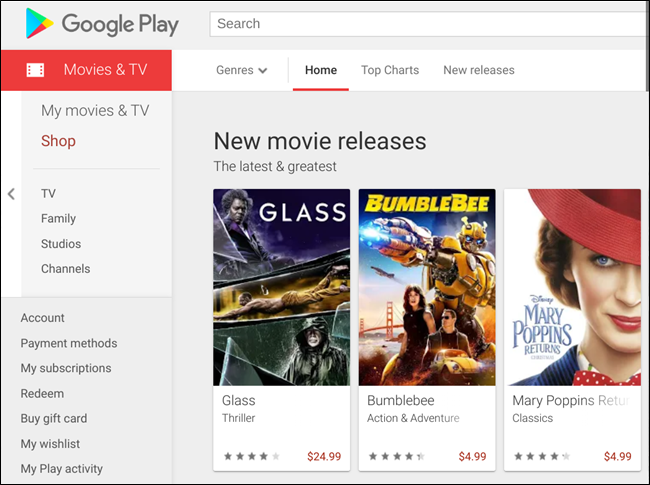 Google Play
Search
Movies & TV
Genres
Home
Top Charts
New releases
My movies & TV
Shop
TV
Family
Studios
Channels
Account
Payment methods
My subscriptions
Redeem
Buy gift card
My wishlist
My Play activity
New movie releases
The latest & greatest
GLASS
Glass
Thriller
$24.99
BUMBLEBEE
Bumblebee
Action & Adventure
$4.99
Disney
MARY
POPPINS
RETURNS
CHRISTMAS
Mary Poppins Retur
Classics
$4.99